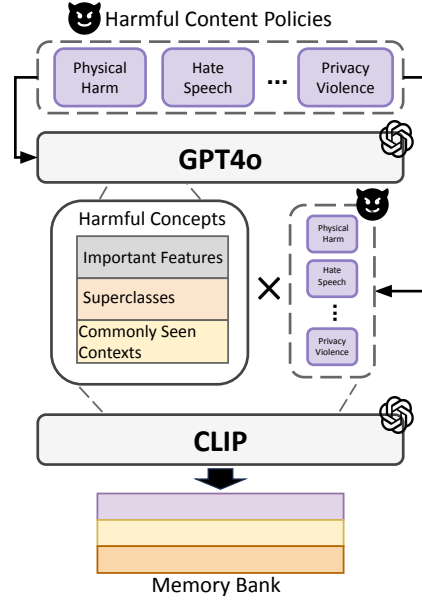 Harmful Content Policies
Physical
Harm
Hate
Speech
...
Privacy
Violence
GPT4o
Harmful Concepts
Important Features
Superclasses
Commonly Seen
Contexts
×
Physical
Harm
Hate
Speech
⋮
Privacy
Violence
CLIP
Memory Bank